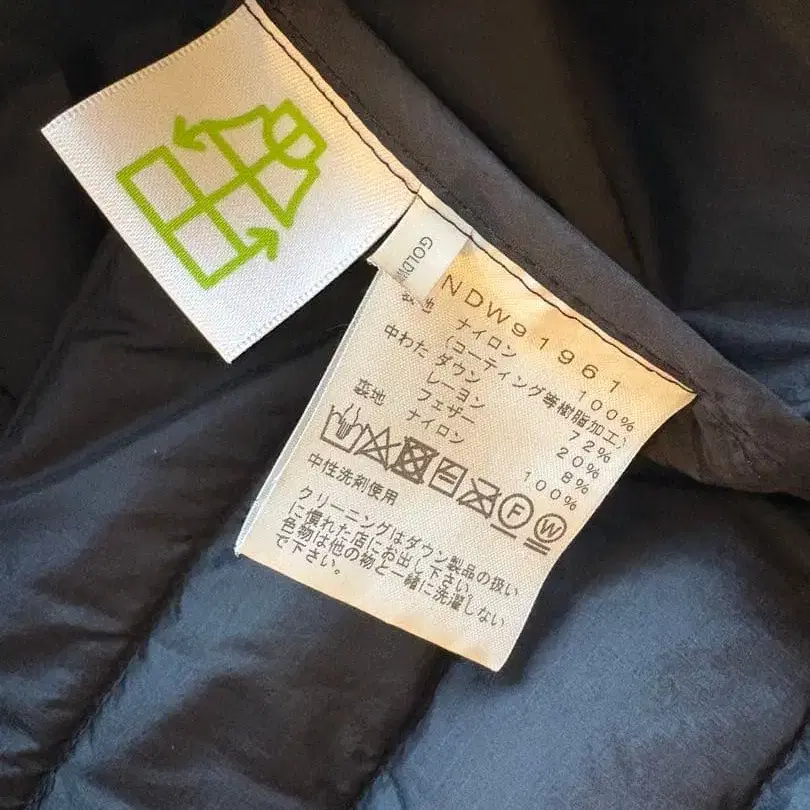 GOLDW
NDW91961
表地 ナイロン 100%
(コーティング等樹脂加工)
中わた ダウン 72%
レーヨン 20%
フェザー 8%
裏地 ナイロン 100%
F W
中性洗剤使用
クリーニングはダウン製品の扱い
に慣れた店にお出し下さい。
色物は他の物と一緒に洗濯しない
で下さい。